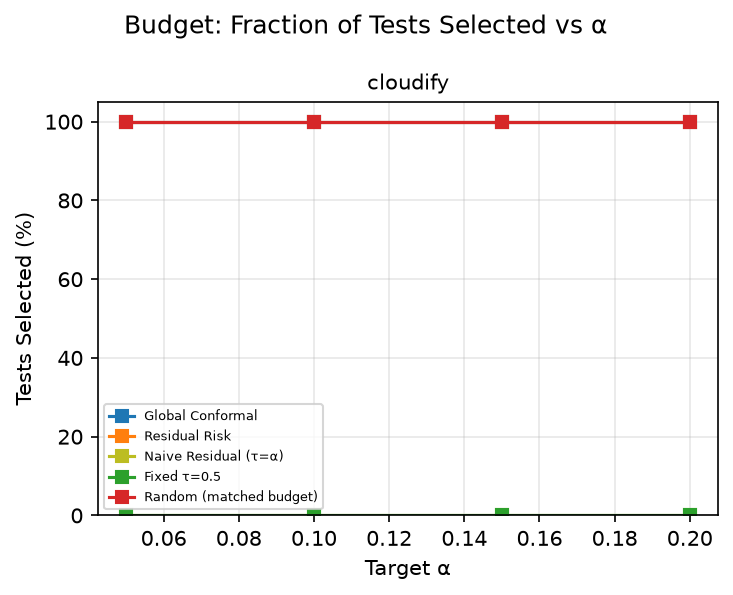 Budget: Fraction of Tests Selected vs α
cloudify
Tests Selected (%)
100
80
60
40
20
0
Global Conformal
Residual Risk
Naive Residual (τ=α)
Fixed τ=0.5
Random (matched budget)
0.06 0.08 0.10 0.12 0.14 0.16 0.18 0.20
Target α